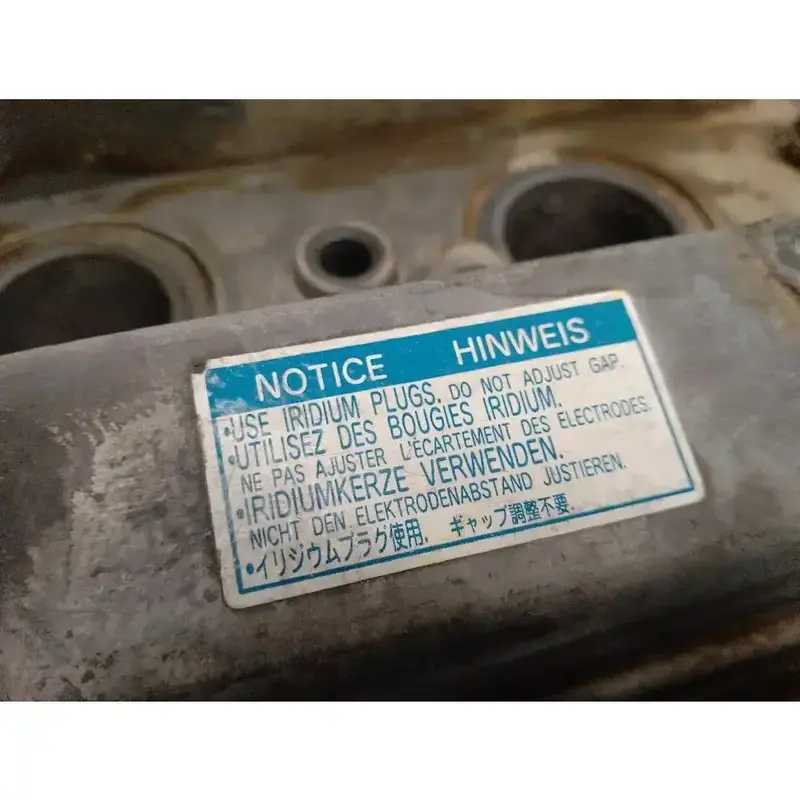 NOTICE HINWEIS
•USE IRIDIUM PLUGS. DO NOT ADJUST GAP.
•UTILISEZ DES BOUGIES IRIDIUM.
NE PAS AJUSTER L'ÉCARTEMENT DES ELECTRODES.
•IRIDIUMKERZE VERWENDEN.
NICHT DEN ELEKTRODENABSTAND JUSTIEREN.
•イリジウムプラグ使用. ギャップ調整不要.